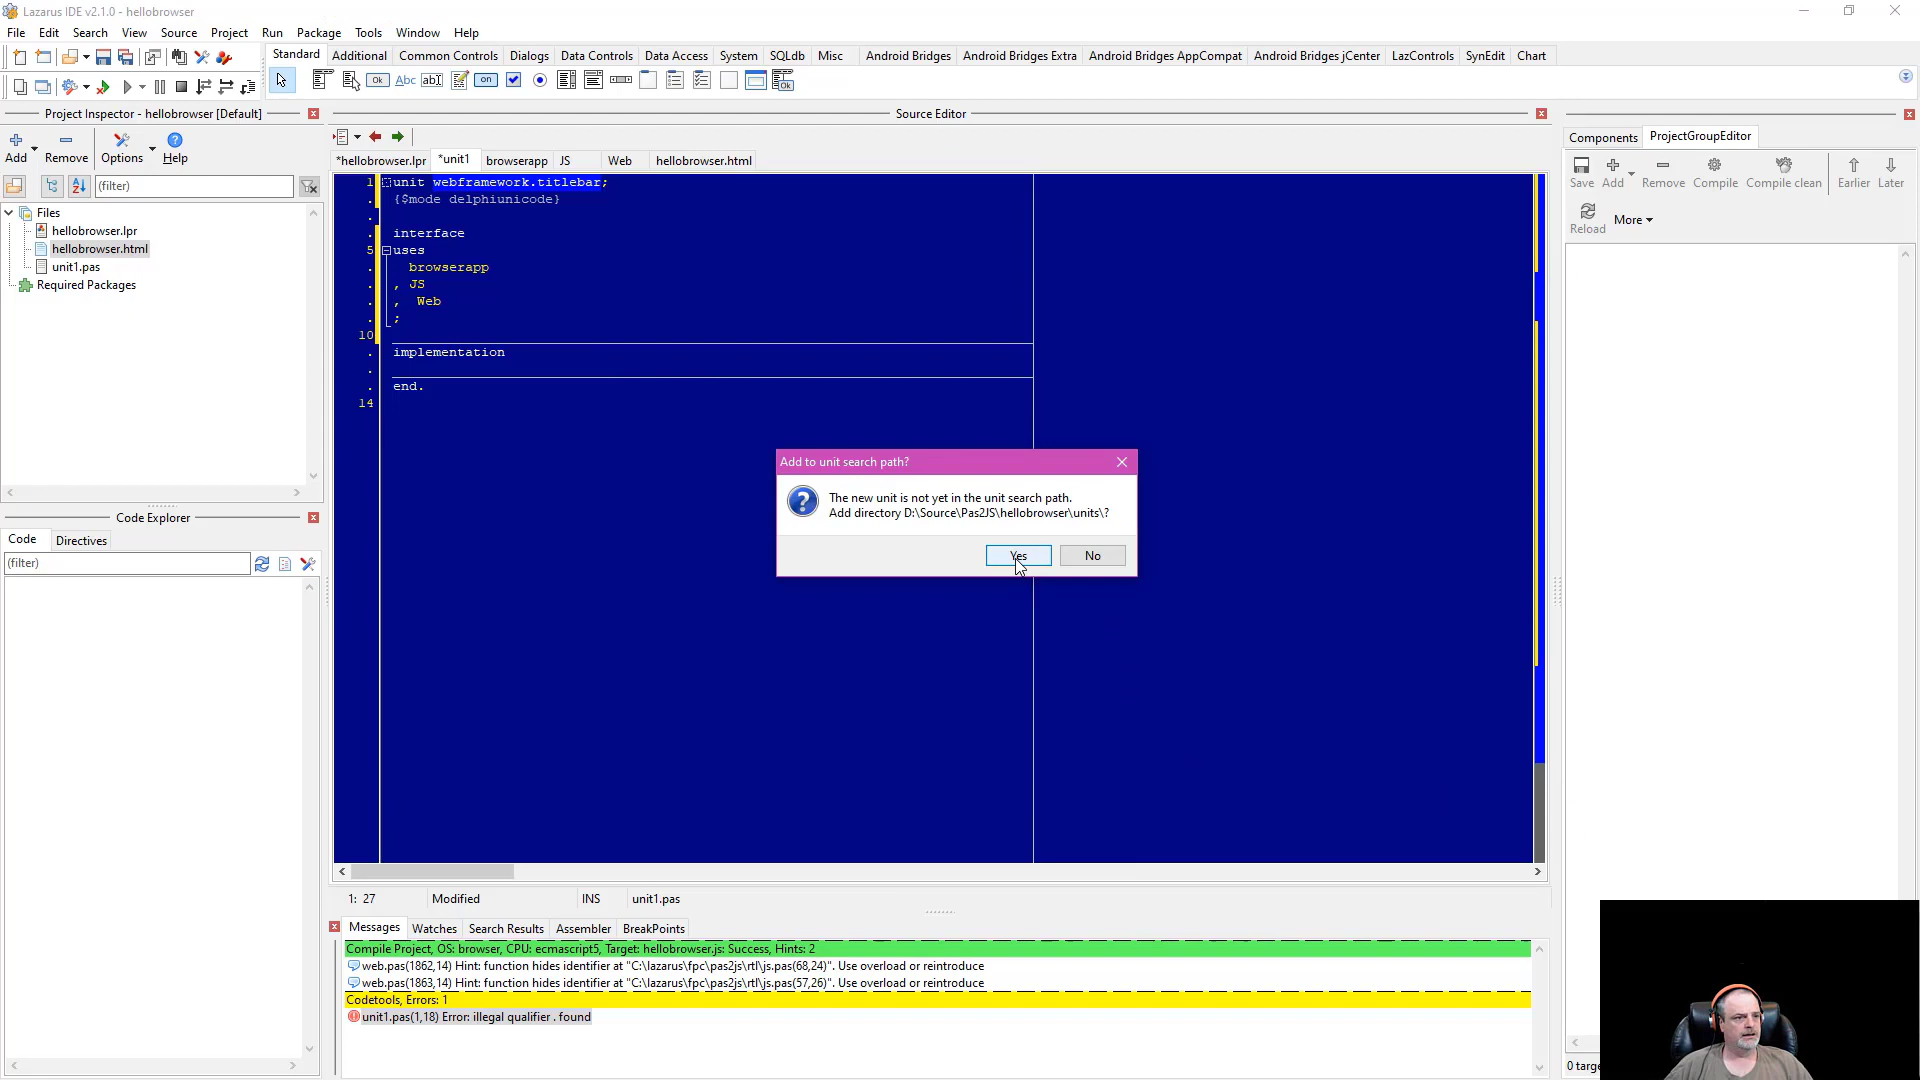 Lazarus IDE v2.1.0 - hellobrowser
File Edit Search View Source Project Run Package Tools Window Help
Standard Additional Common Controls Dialogs Data Controls Data Access System SQLdb Misc Android Bridges Android Bridges Extra Android Bridges AppCompat Android Bridges jCenter LazControls SynEdit Chart
Ok Abc abI on Ok
Project Inspector - hellobrowser [Default]
Add Remove Options Help
(filter)
Files
hellobrowser.lpr
hellobrowser.html
unit1.pas
Required Packages
Code Explorer
Code Directives
(filter)
Source Editor
*hellobrowser.lpr *unit1 browserapp JS Web hellobrowser.html
1 unit webframework.titlebar;
. {$mode delphiunicode}
.
. interface
5 uses
. browserapp
. , JS
. , Web
. ;
10
. implementation
.
. end.
14
Add to unit search path?
The new unit is not yet in the unit search path.
Add directory D:\Source\Pas2JS\hellobrowser\units\?
Yes No
1: 27 Modified INS unit1.pas
Messages Watches Search Results Assembler BreakPoints
Compile Project, OS: browser, CPU: ecmascript5, Target: hellobrowser.js: Success, Hints: 2
web.pas(1862,14) Hint: function hides identifier at "C:\lazarus\fpc\pas2js\rtl\js.pas(68,24)". Use overload or reintroduce
web.pas(1863,14) Hint: function hides identifier at "C:\lazarus\fpc\pas2js\rtl\js.pas(57,26)". Use overload or reintroduce
Codetools, Errors: 1
unit1.pas(1,18) Error: illegal qualifier . found
Components ProjectGroupEditor
Save Add Remove Compile Compile clean Earlier Later
Reload More
0 targe